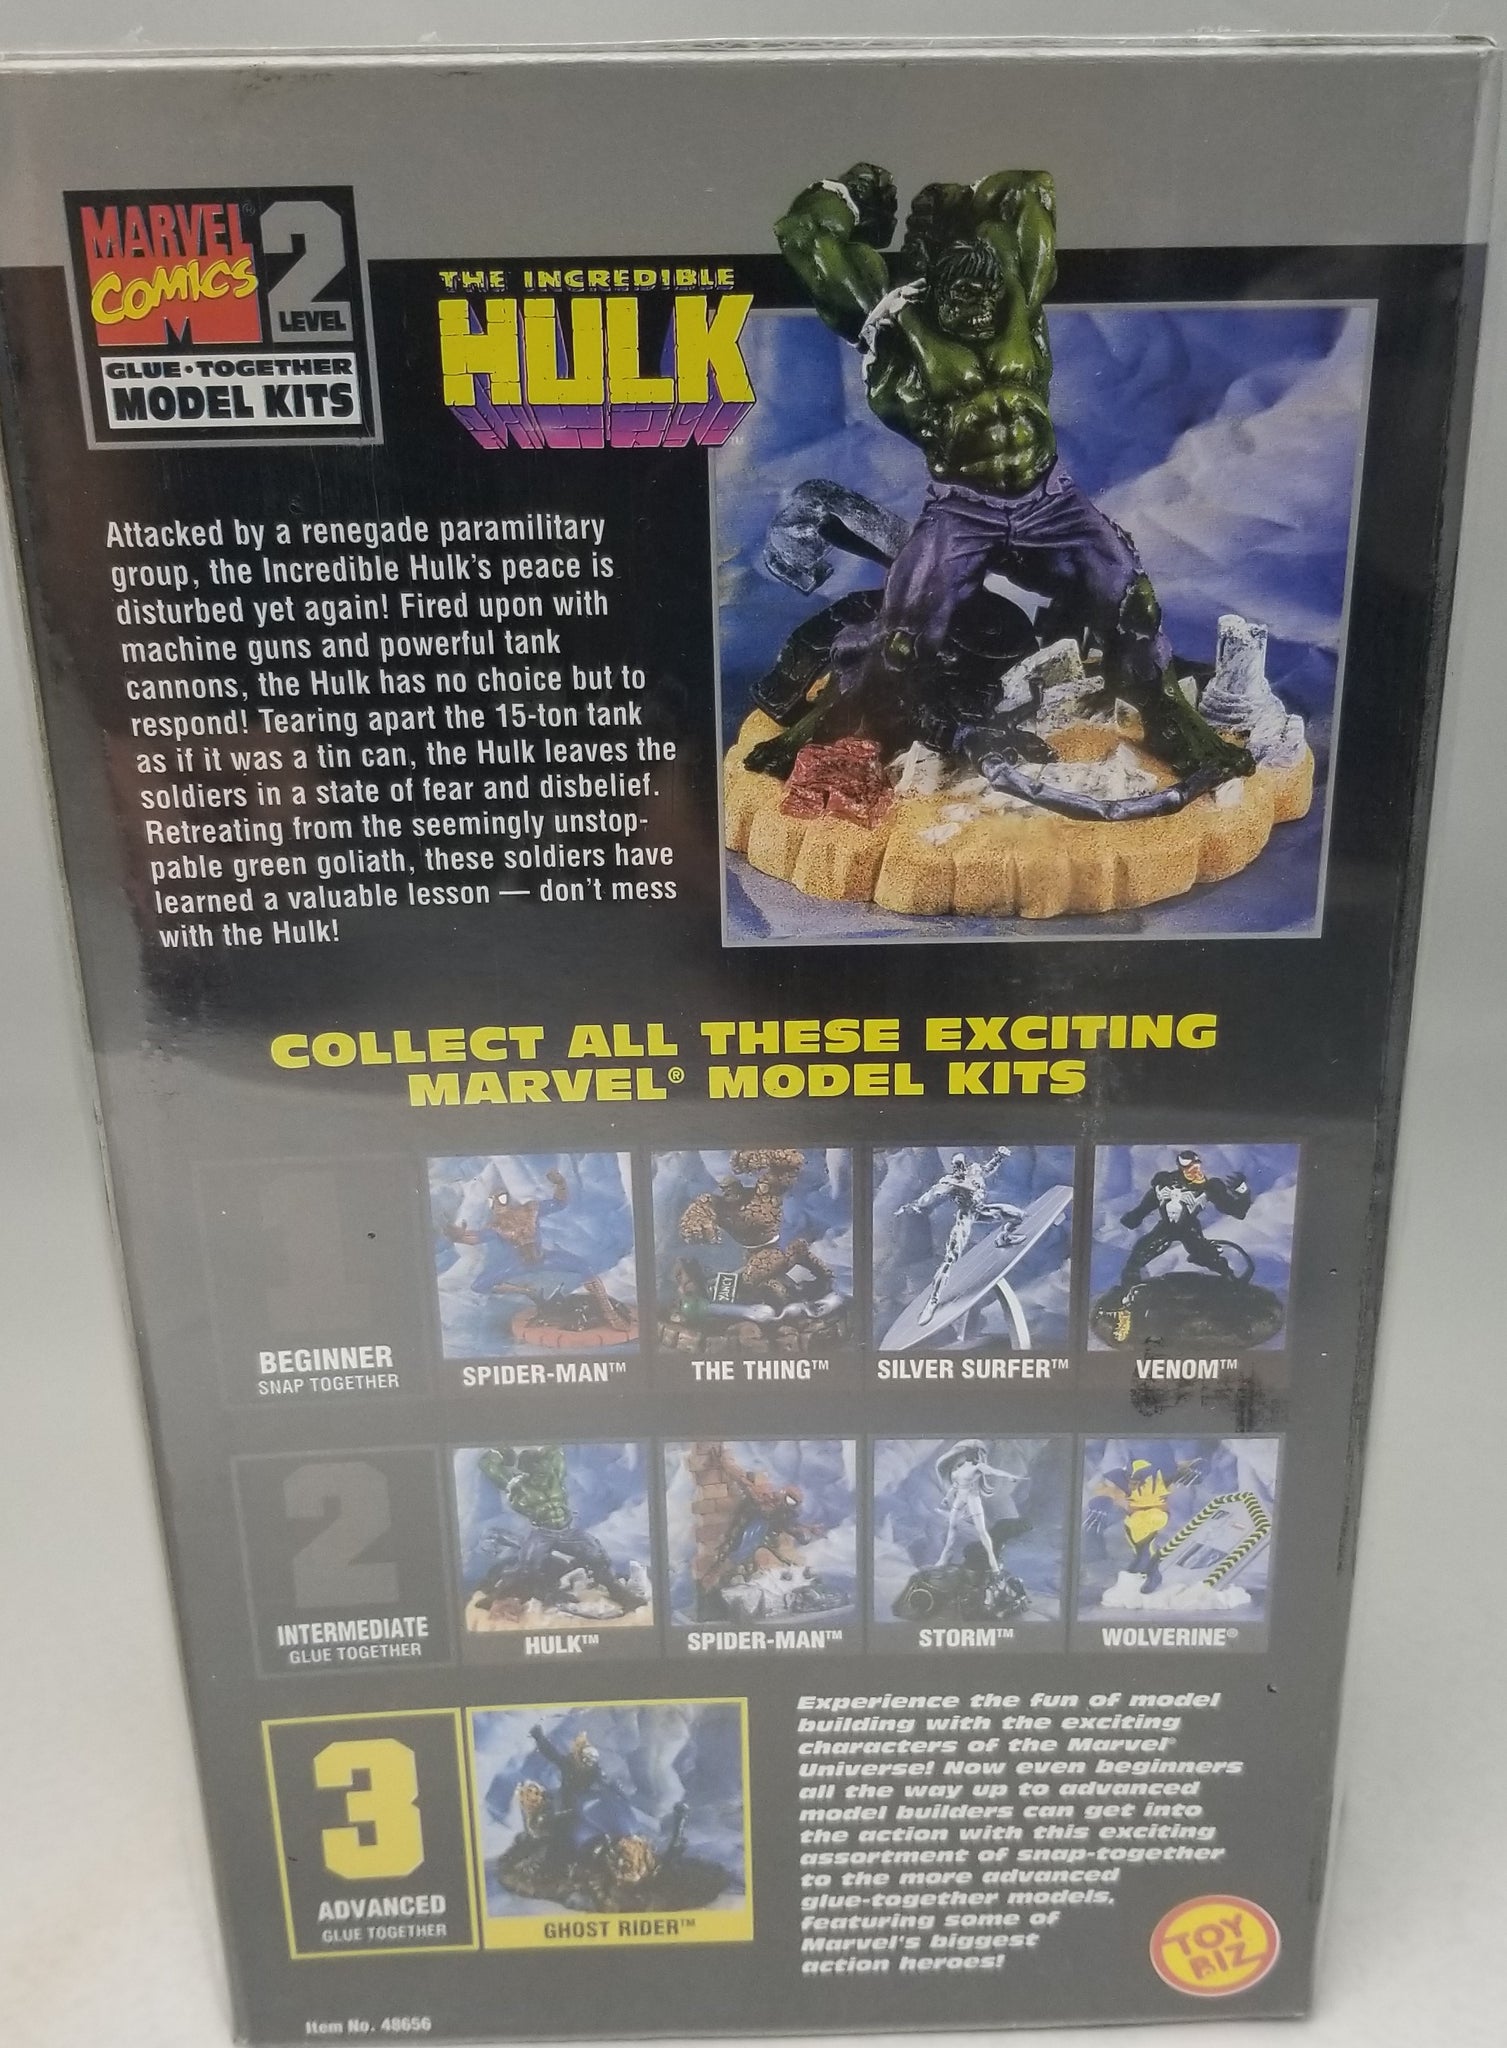 MARVEL®
COMICS
M
2
LEVEL
GLUE•TOGETHER
MODEL KITS
THE INCREDIBLE
HULK™
Attacked by a renegade paramilitary
group, the Incredible Hulk's peace is
disturbed yet again! Fired upon with
machine guns and powerful tank
cannons, the Hulk has no choice but to
respond! Tearing apart the 15-ton tank
as if it was a tin can, the Hulk leaves the
soldiers in a state of fear and disbelief.
Retreating from the seemingly unstop-
pable green goliath, these soldiers have
learned a valuable lesson — don't mess
with the Hulk!
COLLECT ALL THESE EXCITING
MARVEL® MODEL KITS
1
BEGINNER
SNAP TOGETHER
YANCY
SPIDER-MAN™
THE THING™
SILVER SURFER™
VENOM™
2
INTERMEDIATE
GLUE TOGETHER
HULK™
SPIDER-MAN™
STORM™
WOLVERINE®
3
ADVANCED
GLUE TOGETHER
GHOST RIDER™
Experience the fun of model
building with the exciting
characters of the Marvel®
Universe! Now even beginners
all the way up to advanced
model builders can get into
the action with this exciting
assortment of snap-together
to the more advanced
glue-together models,
featuring some of
Marvel's biggest
action heroes!
TOY
BIZ
Item No. 48656